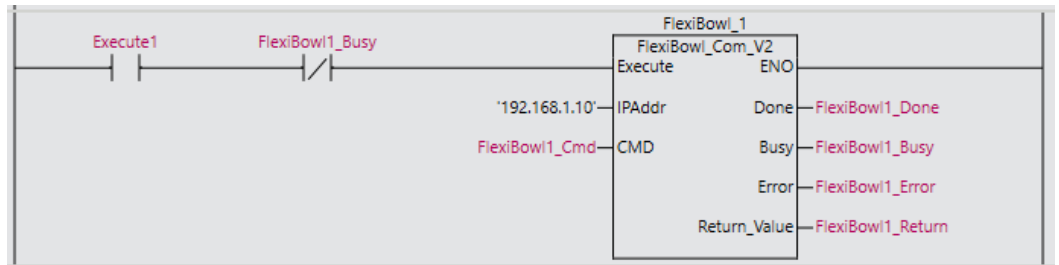 FlexiBowl_1
Execute1 FlexiBowl1_Busy FlexiBowl_Com_V2
Execute ENO
'192.168.1.10' IPAddr Done FlexiBowl1_Done
FlexiBowl1_Cmd CMD Busy FlexiBowl1_Busy
Error FlexiBowl1_Error
Return_Value FlexiBowl1_Return